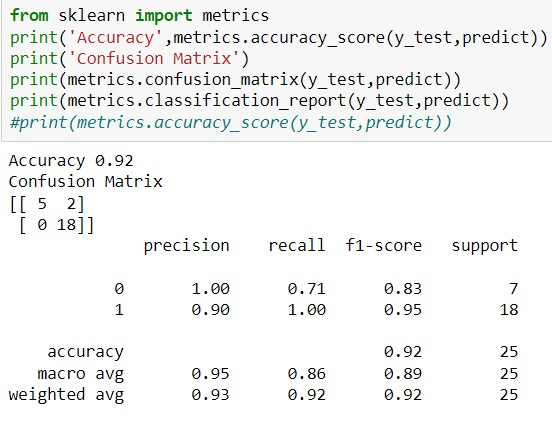 from sklearn import metrics
print('Accuracy',metrics.accuracy_score(y_test,predict))
print('Confusion Matrix')
print(metrics.confusion_matrix(y_test,predict))
print(metrics.classification_report(y_test,predict))
#print(metrics.accuracy_score(y_test,predict))
Accuracy 0.92
Confusion Matrix
[[ 5  2]
 [ 0 18]]
              precision    recall  f1-score   support

           0       1.00      0.71      0.83         7
           1       0.90      1.00      0.95        18

    accuracy                           0.92        25
   macro avg       0.95      0.86      0.89        25
weighted avg       0.93      0.92      0.92        25